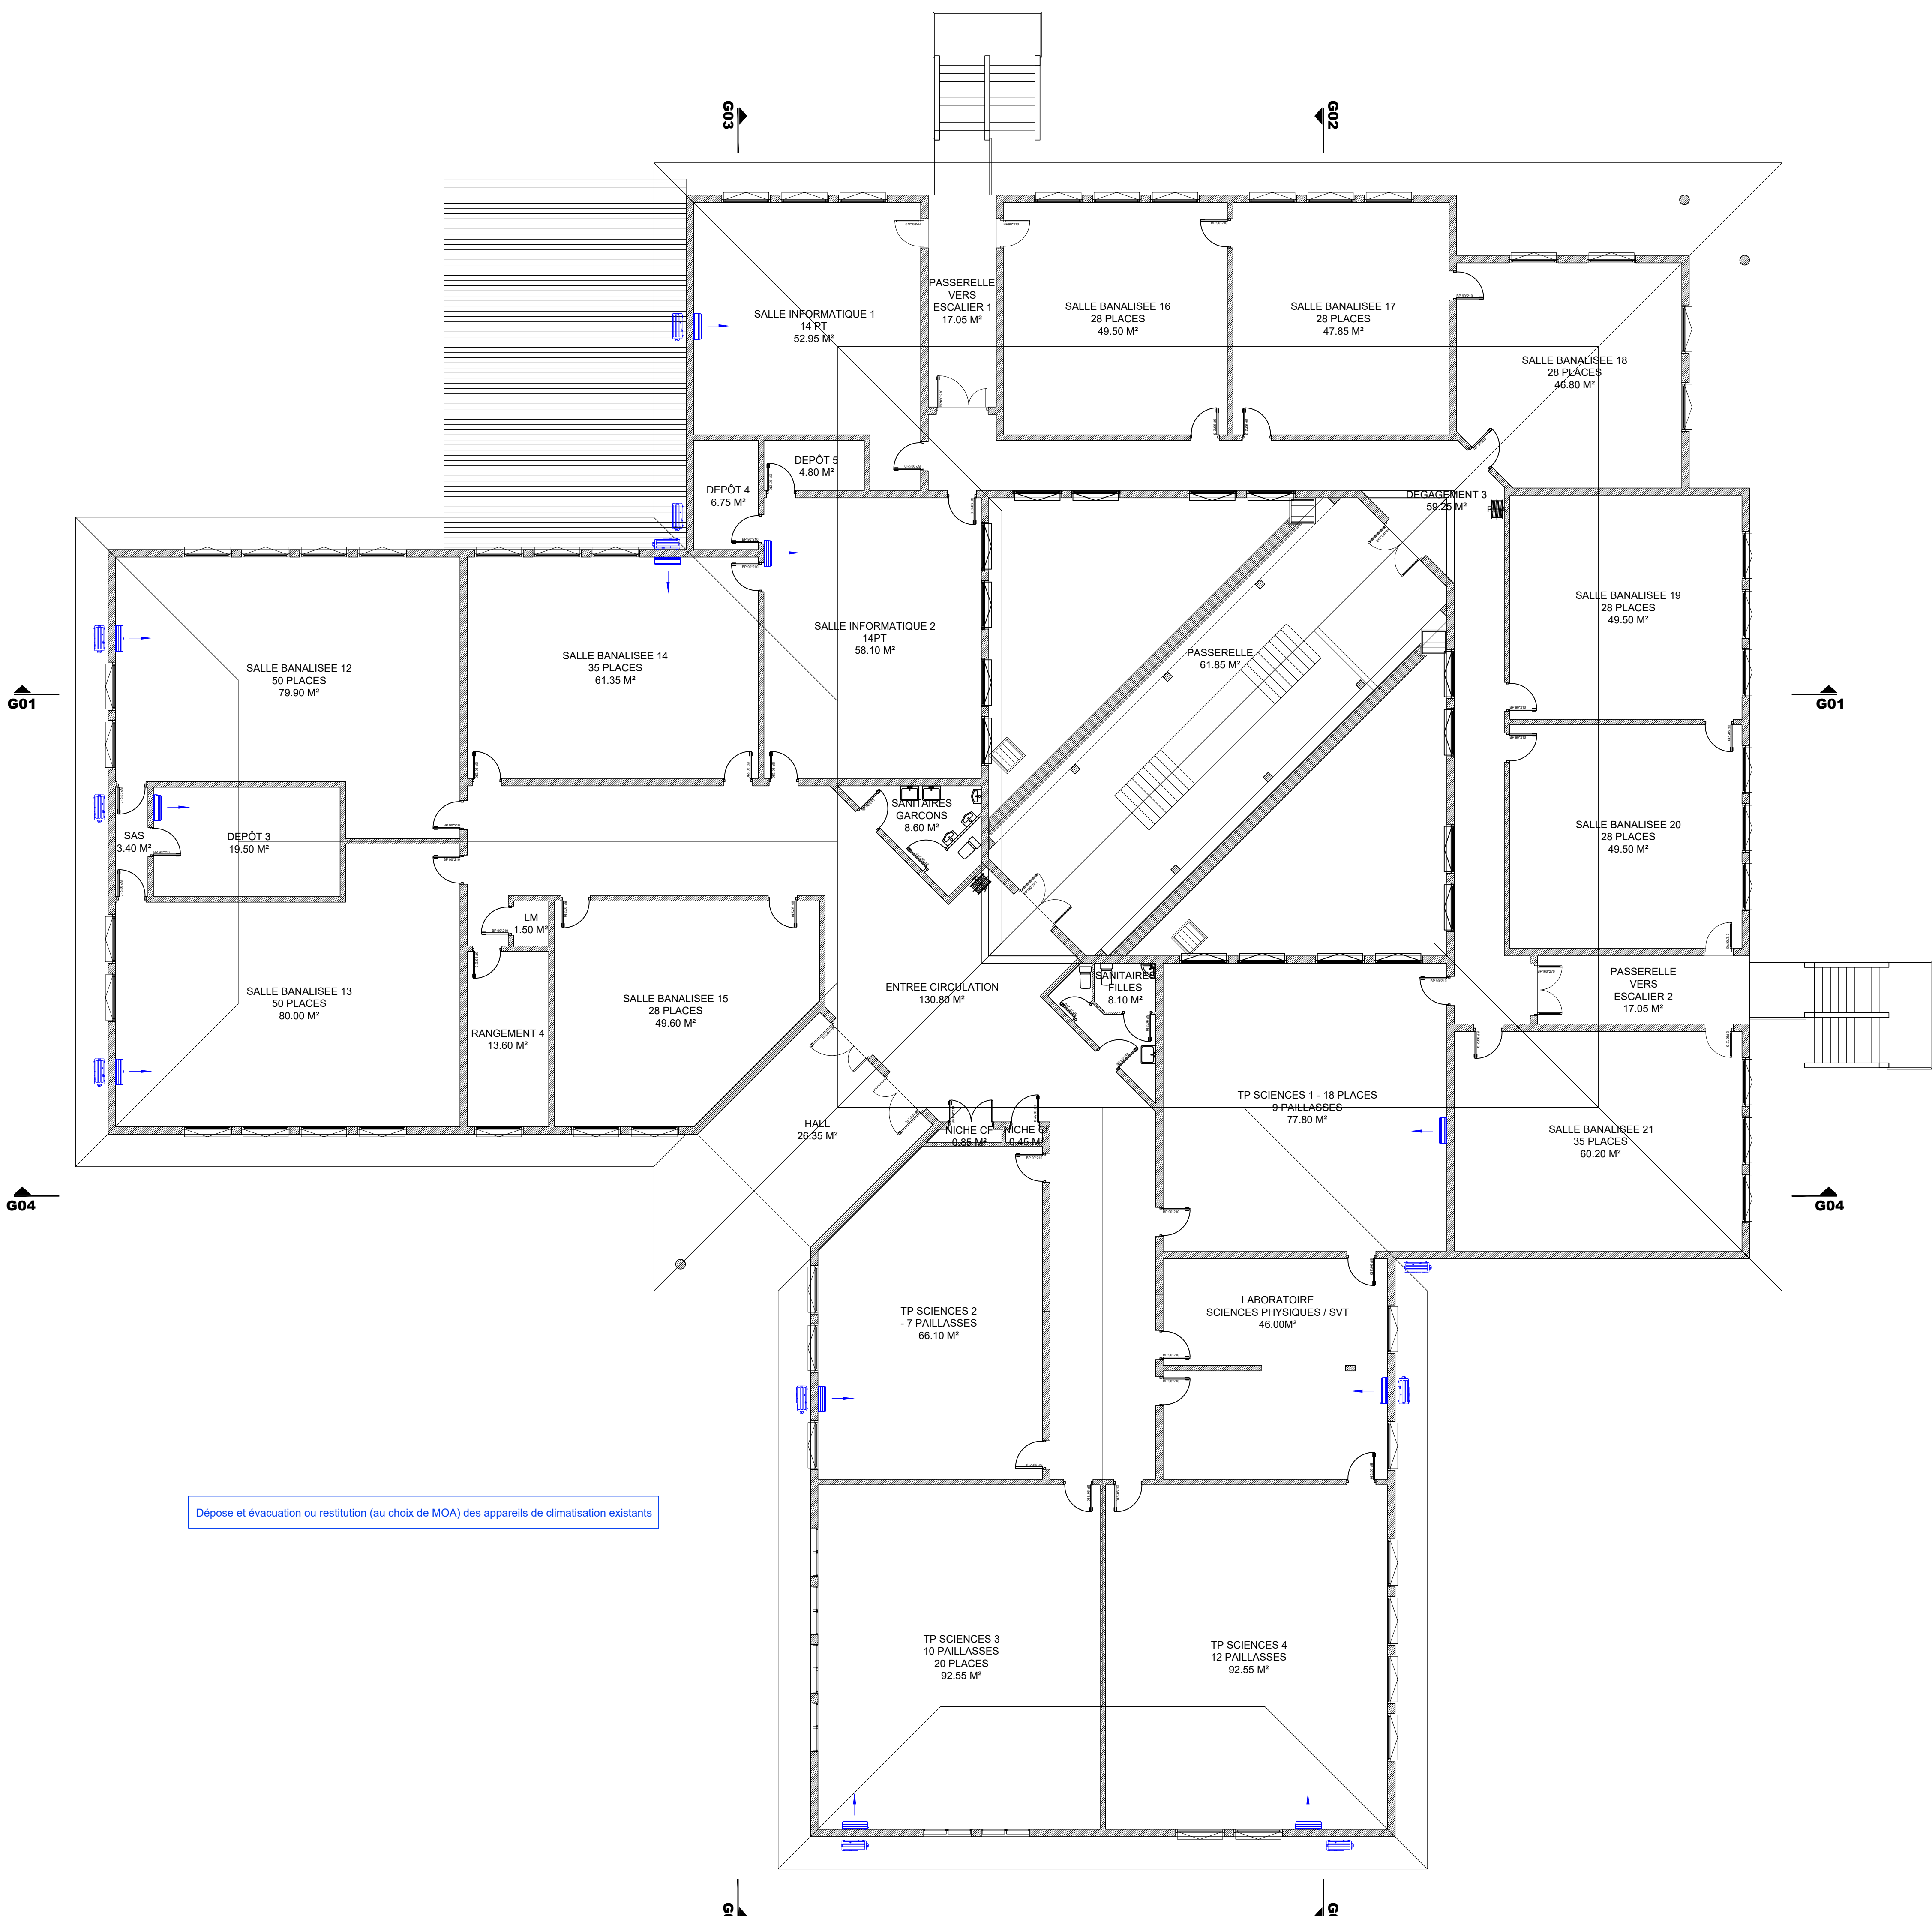 G03
G02
SALLE INFORMATIQUE 1
14 PT
52.95 M²
PASSERELLE
VERS
ESCALIER 1
17.05 M²
SALLE BANALISEE 16
28 PLACES
49.50 M²
SALLE BANALISEE 17
28 PLACES
47.85 M²
SALLE BANALISEE 18
28 PLACES
46.80 M²
DEPÔT 5
4.80 M²
DEPÔT 4
6.75 M²
DEGAGEMENT 3
59.25 M²
SALLE BANALISEE 19
28 PLACES
49.50 M²
SALLE INFORMATIQUE 2
14PT
58.10 M²
PASSERELLE
61.85 M²
SALLE BANALISEE 14
35 PLACES
61.35 M²
SALLE BANALISEE 12
50 PLACES
79.90 M²
G01
G01
SANITAIRES
GARCONS
8.60 M²
SALLE BANALISEE 20
28 PLACES
49.50 M²
SAS
3.40 M²
DEPÔT 3
19.50 M²
LM
1.50 M²
SALLE BANALISEE 13
50 PLACES
80.00 M²
SALLE BANALISEE 15
28 PLACES
49.60 M²
RANGEMENT 4
13.60 M²
ENTREE CIRCULATION
130.80 M²
SANITAIRES
FILLES
8.10 M²
PASSERELLE
VERS
ESCALIER 2
17.05 M²
TP SCIENCES 1 - 18 PLACES
9 PAILLASSES
77.80 M²
HALL
26.35 M²
NICHE CF
0.85 M²
NICHE Cf
0.45 M²
SALLE BANALISEE 21
35 PLACES
60.20 M²
G04
G04
TP SCIENCES 2
- 7 PAILLASSES
66.10 M²
LABORATOIRE
SCIENCES PHYSIQUES / SVT
46.00M²
Dépose et évacuation ou restitution (au choix de MOA) des appareils de climatisation existants
TP SCIENCES 3
10 PAILLASSES
20 PLACES
92.55 M²
TP SCIENCES 4
12 PAILLASSES
92.55 M²